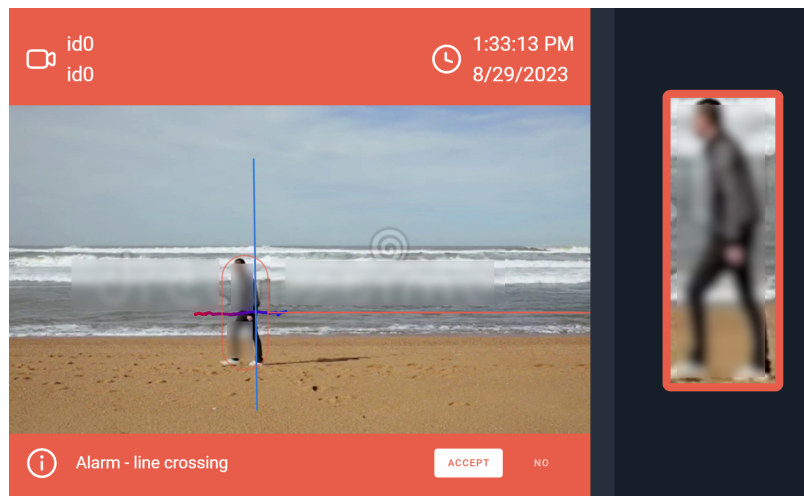 id0
id0
1:33:13 PM
8/29/2023
Alarm - line crossing
ACCEPT
NO